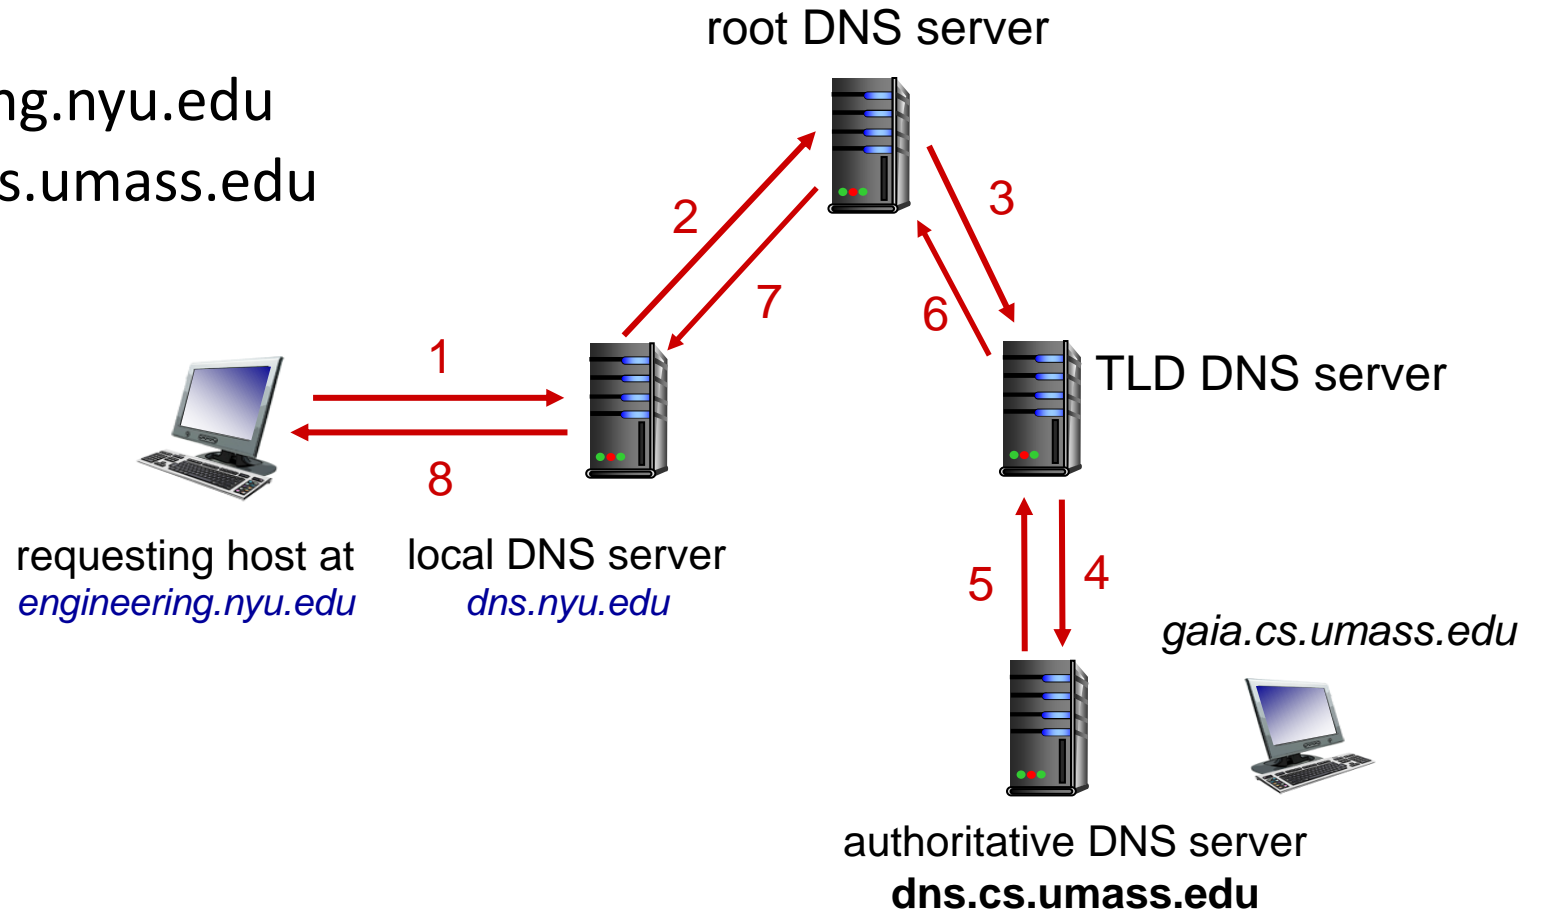 root DNS server
ng.nyu.edu
s.umass.edu
2
3
7
6
1
TLD DNS server
8
requesting host at
engineering.nyu.edu
local DNS server
dns.nyu.edu
5
4
gaia.cs.umass.edu
authoritative DNS server
dns.cs.umass.edu